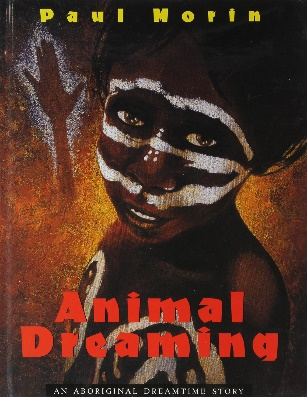 Paul Morin
Animal
Dreaming
AN ABORIGINAL DREAMTIME STORY